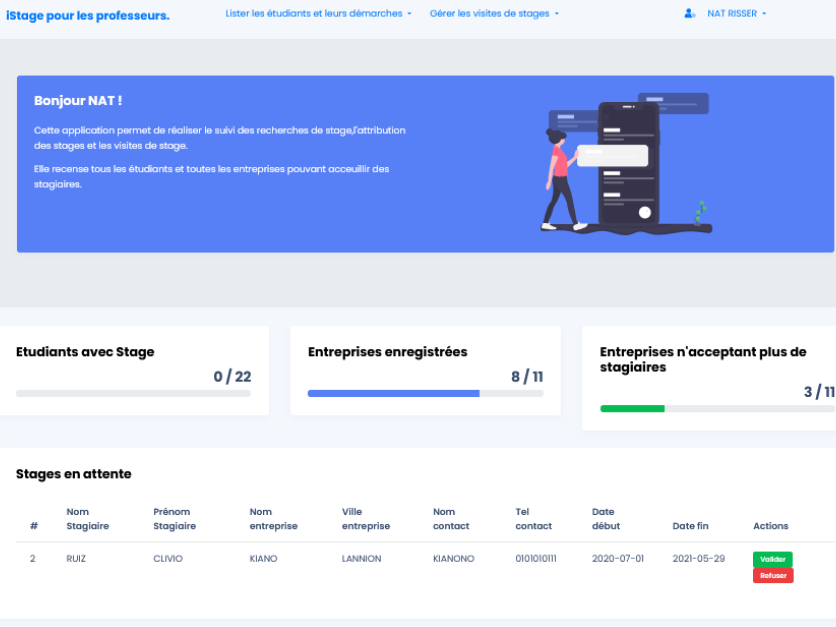 iStage pour les professeurs.
Lister les étudiants et leurs démarches
Gérer les visites de stages
NAT RISSER
Bonjour NAT !
Cette application permet de réaliser le suivi des recherches de stage,l'attribution
des stages et les visites de stage.
Elle recense tous les étudiants et toutes les entreprises pouvant acceuillir des
stagiaires.
Etudiants avec Stage
0 / 22
Entreprises enregistrées
8 / 11
Entreprises n'acceptant plus de
stagiaires
3 / 11
Stages en attente
# Nom Stagiaire Prénom Stagiaire Nom entreprise Ville entreprise Nom contact Tel contact Date début Date fin Actions
2 RUIZ CLIVIO KIANO LANNION KIANONO 0101010111 2020-07-01 2021-05-29 Valider
Refuser